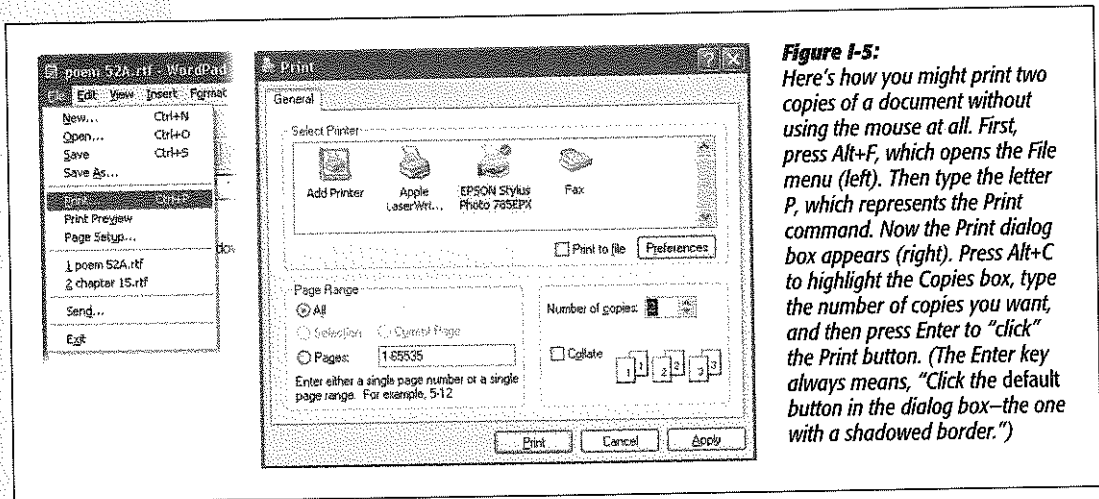 poem 52A.rtf - WordPad
File Edit View Insert Format
New... Ctrl+N
Open... Ctrl+O
Save Ctrl+S
Save As...
Print... Ctrl+P
Print Preview
Page Setup...
1 poem 52A.rtf
2 chapter 15.rtf
Send...
Exit
Print
General
Select Printer
Add Printer
Apple LaserWri...
EPSON Stylus Photo 785EPX
Fax
Print to file
Preferences
Page Range
All
Selection Current Page
Pages: 1-65535
Enter either a single page number or a single
page range. For example, 5-12
Number of copies: 2
Collate
1 1 2 2 3 3
Print Cancel Apply
Figure I-5:
Here's how you might print two
copies of a document without
using the mouse at all. First,
press Alt+F, which opens the File
menu (left). Then type the letter
P, which represents the Print
command. Now the Print dialog
box appears (right). Press Alt+C
to highlight the Copies box, type
the number of copies you want,
and then press Enter to "click"
the Print button. (The Enter key
always means, "Click the default
button in the dialog box—the one
with a shadowed border.")